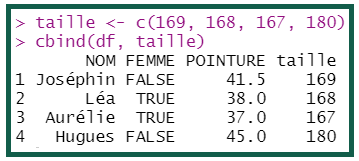 > taille <- c(169, 168, 167, 180)
> cbind(df, taille)
NOM FEMME POINTURE taille
1 Joséphin FALSE 41.5 169
2 Léa TRUE 38.0 168
3 Aurélie TRUE 37.0 167
4 Hugues FALSE 45.0 180